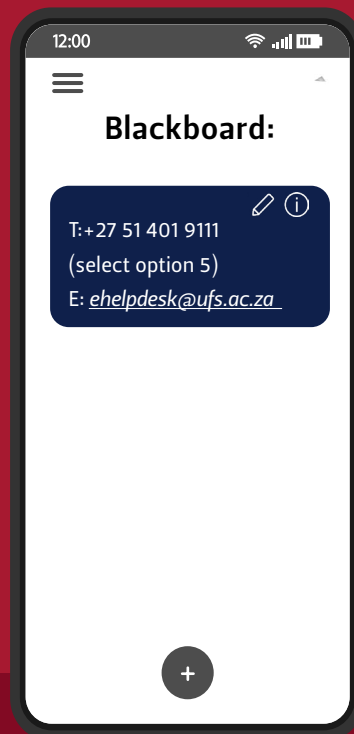 12:00
Blackboard:
T:+27 51 401 9111
(select option 5)
E: ehelpdesk@ufs.ac.za
+